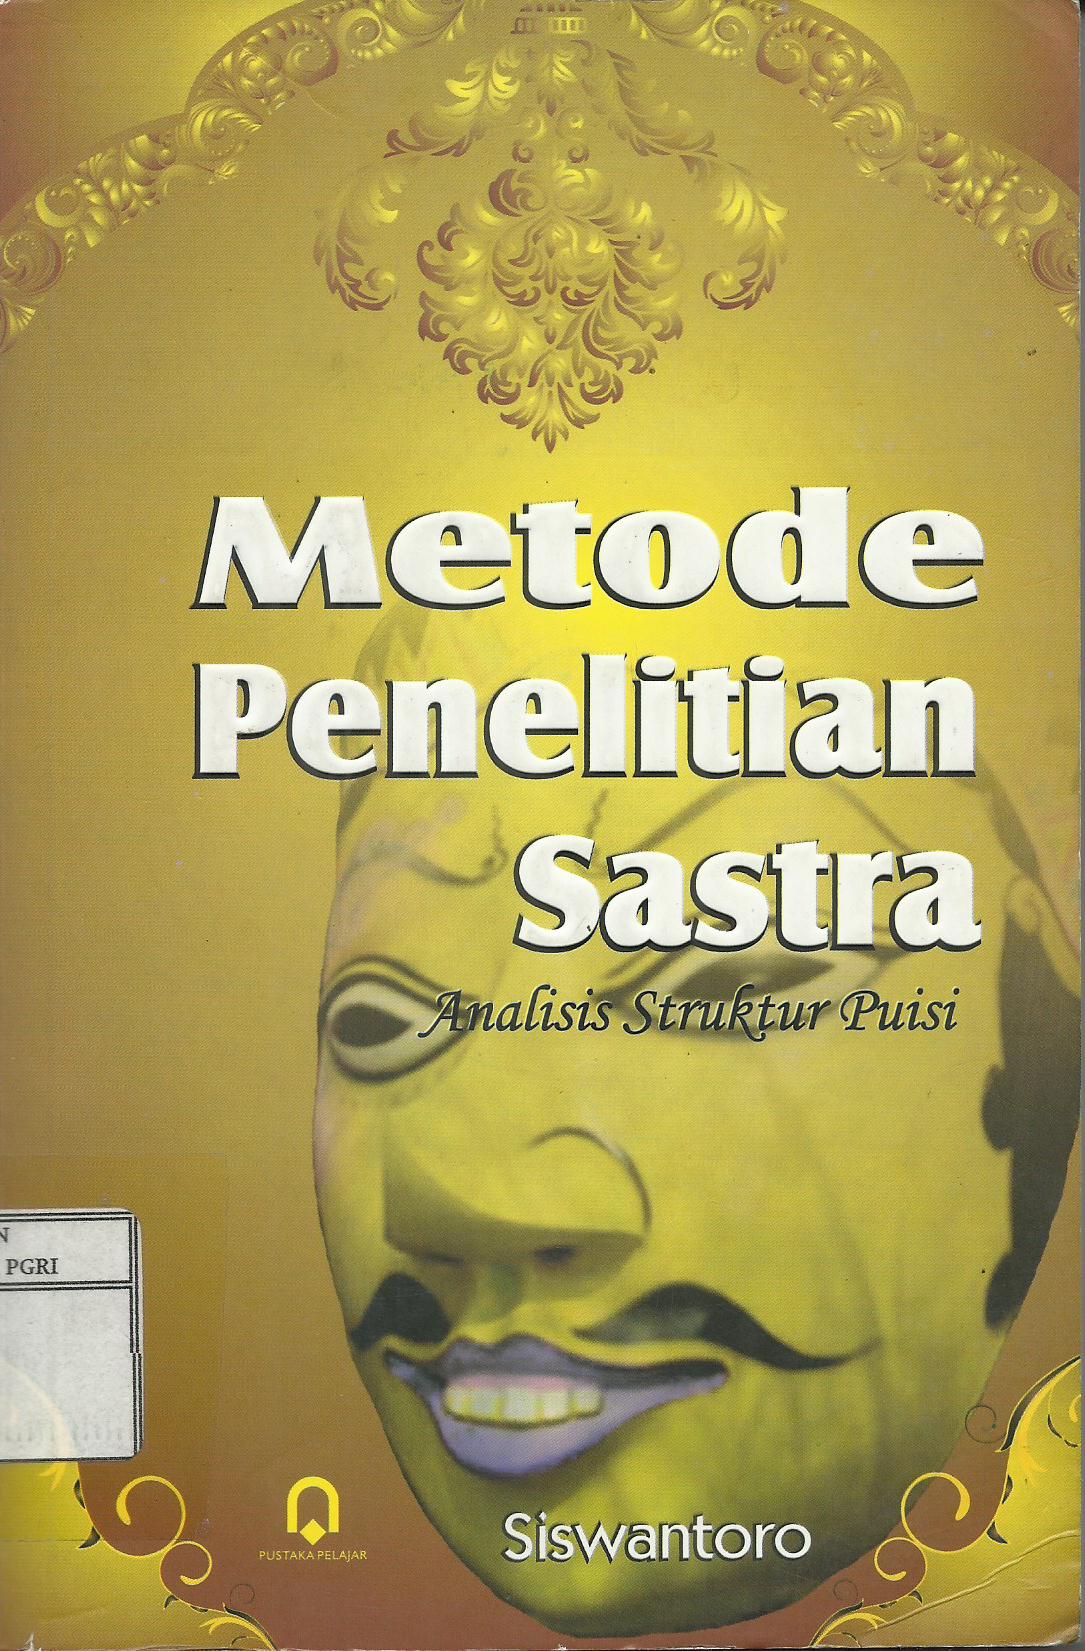 Metode
Penelitian
Sastra
Analisis Struktur Puisi
N
PGRI
PUSTAKA PELAJAR
Siswantoro